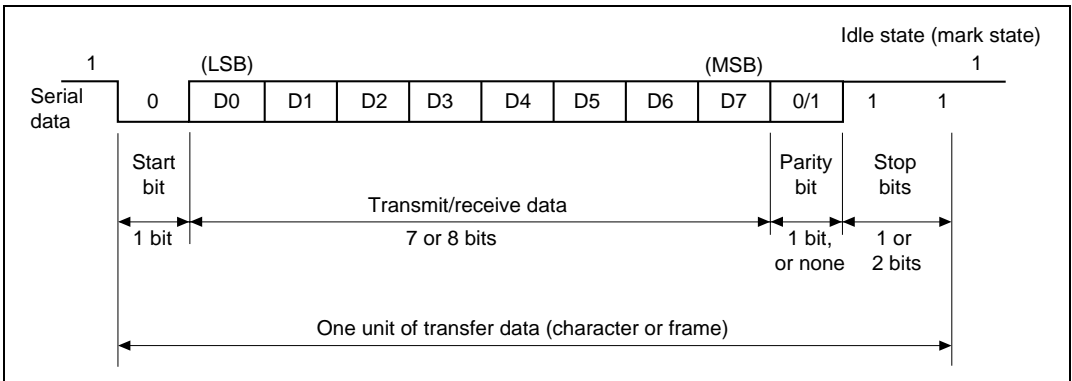 Idle state (mark state)
1 (LSB) (MSB) 1
Serial data
0 D0 D1 D2 D3 D4 D5 D6 D7 0/1 1 1
Start
bit
Parity
bit
Stop
bits
Transmit/receive data
1 bit
7 or 8 bits
1 bit,
or none
1 or
2 bits
One unit of transfer data (character or frame)